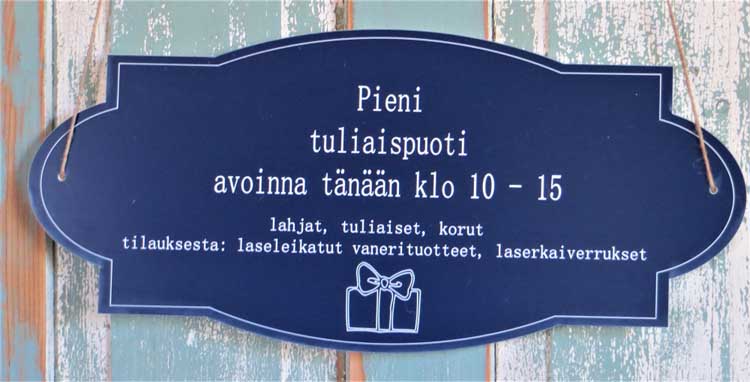 Pieni
tuliaispuoti
avoinna tänään klo 10 - 15
lahjat, tuliaiset, korut
tilauksesta: laseleikatut vanerituotteet, laserkaiverrukset